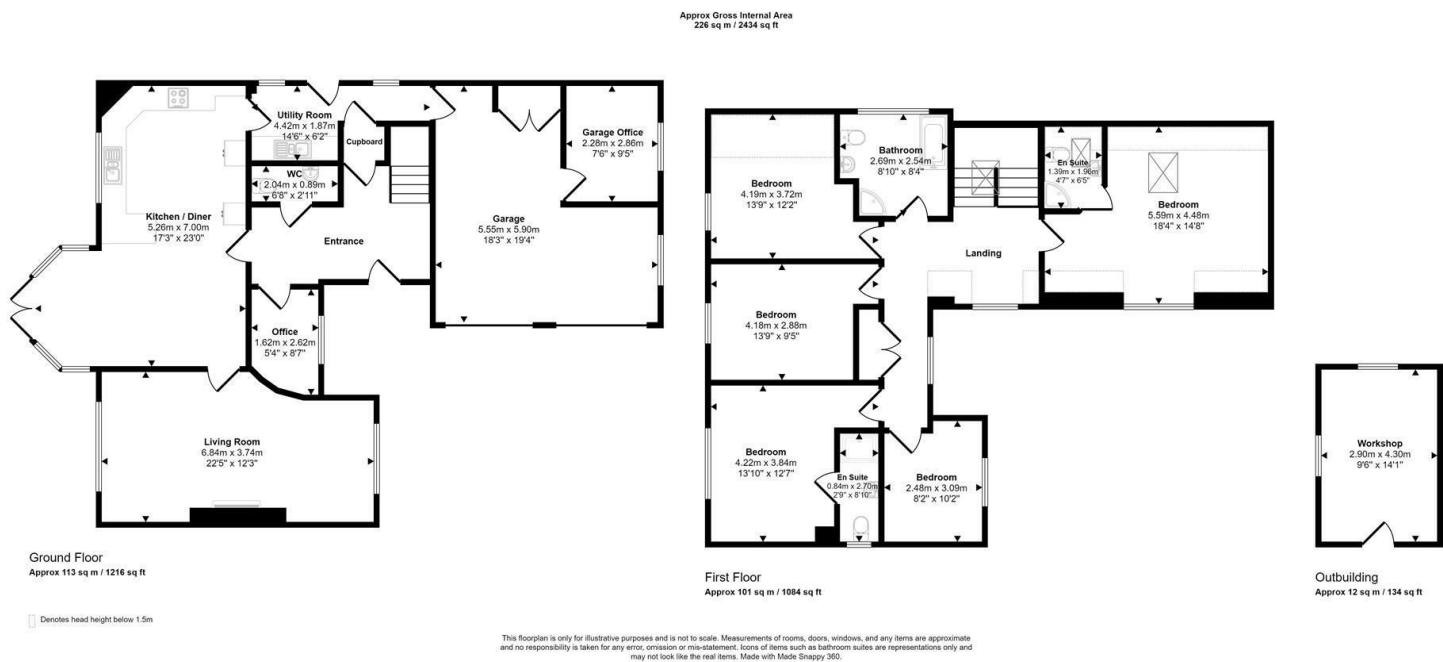 Approx Gross Internal Area
226 sq m / 2434 sq ft
Utility Room
4.42m x 1.87m
14'6" x 6'2"
Cupboard
Garage Office
2.28m x 2.86m
7'6" x 9'5"
WC
2.04m x 0.89m
6'8" x 2'11"
Kitchen / Diner
5.26m x 7.00m
17'3" x 23'0"
Entrance
Garage
5.55m x 5.90m
18'3" x 19'4"
Office
1.62m x 2.62m
5'4" x 8'7"
Living Room
6.84m x 3.74m
22'5" x 12'3"
Ground Floor
Approx 113 sq m / 1216 sq ft
Denotes head height below 1.5m
Bathroom
2.69m x 2.54m
8'10" x 8'4"
Bedroom
4.19m x 3.72m
13'9" x 12'2"
En Suite
1.39m x 1.96m
4'7" x 6'5"
Bedroom
5.59m x 4.48m
18'4" x 14'8"
Landing
Bedroom
4.18m x 2.88m
13'9" x 9'5"
Bedroom
4.22m x 3.84m
13'10" x 12'7"
En Suite
0.84m x 2.70m
2'9" x 8'10"
Bedroom
2.48m x 3.09m
8'2" x 10'2"
First Floor
Approx 101 sq m / 1084 sq ft
Workshop
2.90m x 4.30m
9'6" x 14'1"
Outbuilding
Approx 12 sq m / 134 sq ft
This floorplan is only for illustrative purposes and is not to scale. Measurements of rooms, doors, windows, and any items are approximate
and no responsibility is taken for any error, omission or mis-statement. Icons of items such as bathroom suites are representations only and
may not look like the real items. Made with Made Snappy 360.